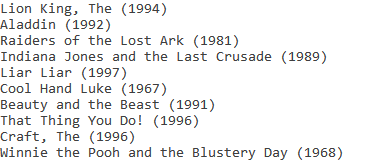 Lion King, The (1994)
Aladdin (1992)
Raiders of the Lost Ark (1981)
Indiana Jones and the Last Crusade (1989)
Liar Liar (1997)
Cool Hand Luke (1967)
Beauty and the Beast (1991)
That Thing You Do! (1996)
Craft, The (1996)
Winnie the Pooh and the Blustery Day (1968)